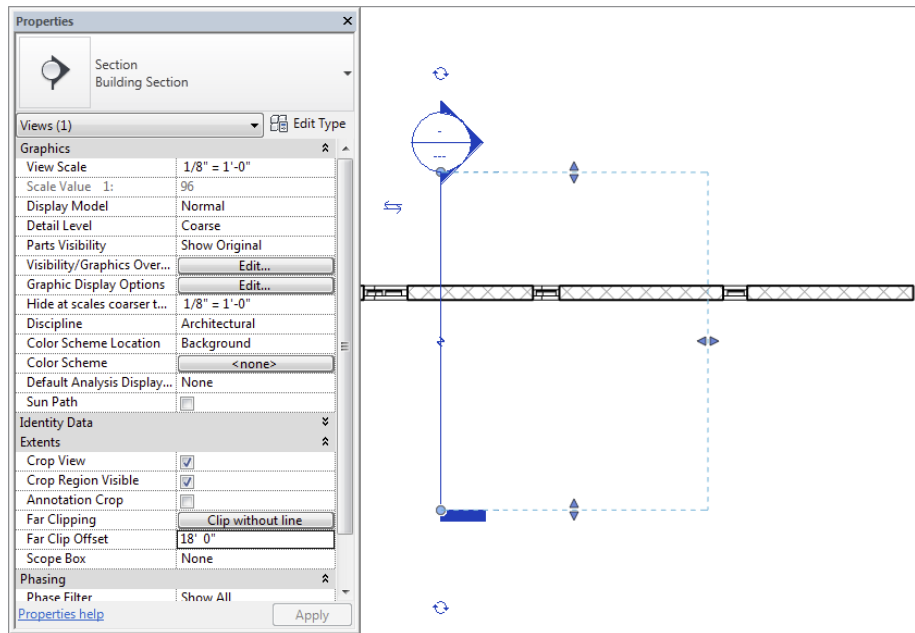 Properties
Section
Building Section
Views (1) Edit Type
Graphics
View Scale 1/8" = 1'-0"
Scale Value 1: 96
Display Model Normal
Detail Level Coarse
Parts Visibility Show Original
Visibility/Graphics Over... Edit...
Graphic Display Options Edit...
Hide at scales coarser t... 1/8" = 1'-0"
Discipline Architectural
Color Scheme Location Background
Color Scheme <none>
Default Analysis Display... None
Sun Path
Identity Data
Extents
Crop View
Crop Region Visible
Annotation Crop
Far Clipping Clip without line
Far Clip Offset 18' 0"
Scope Box None
Phasing
Phase Filter Show All
Properties help Apply
-
---